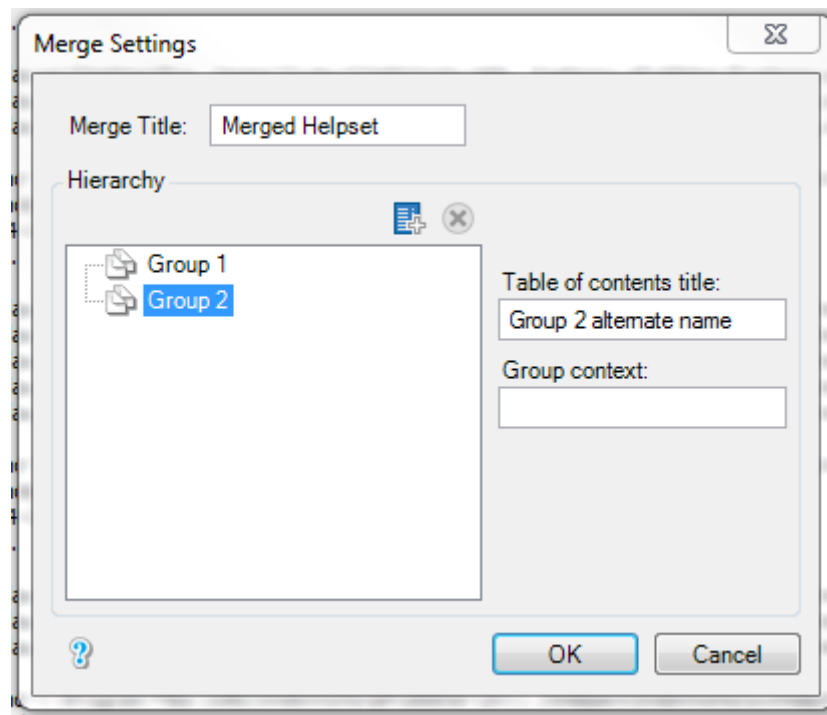 Merge Settings
Merge Title: Merged Helpset
Hierarchy
Group 1
Group 2
Table of contents title:
Group 2 alternate name
Group context:
OK Cancel